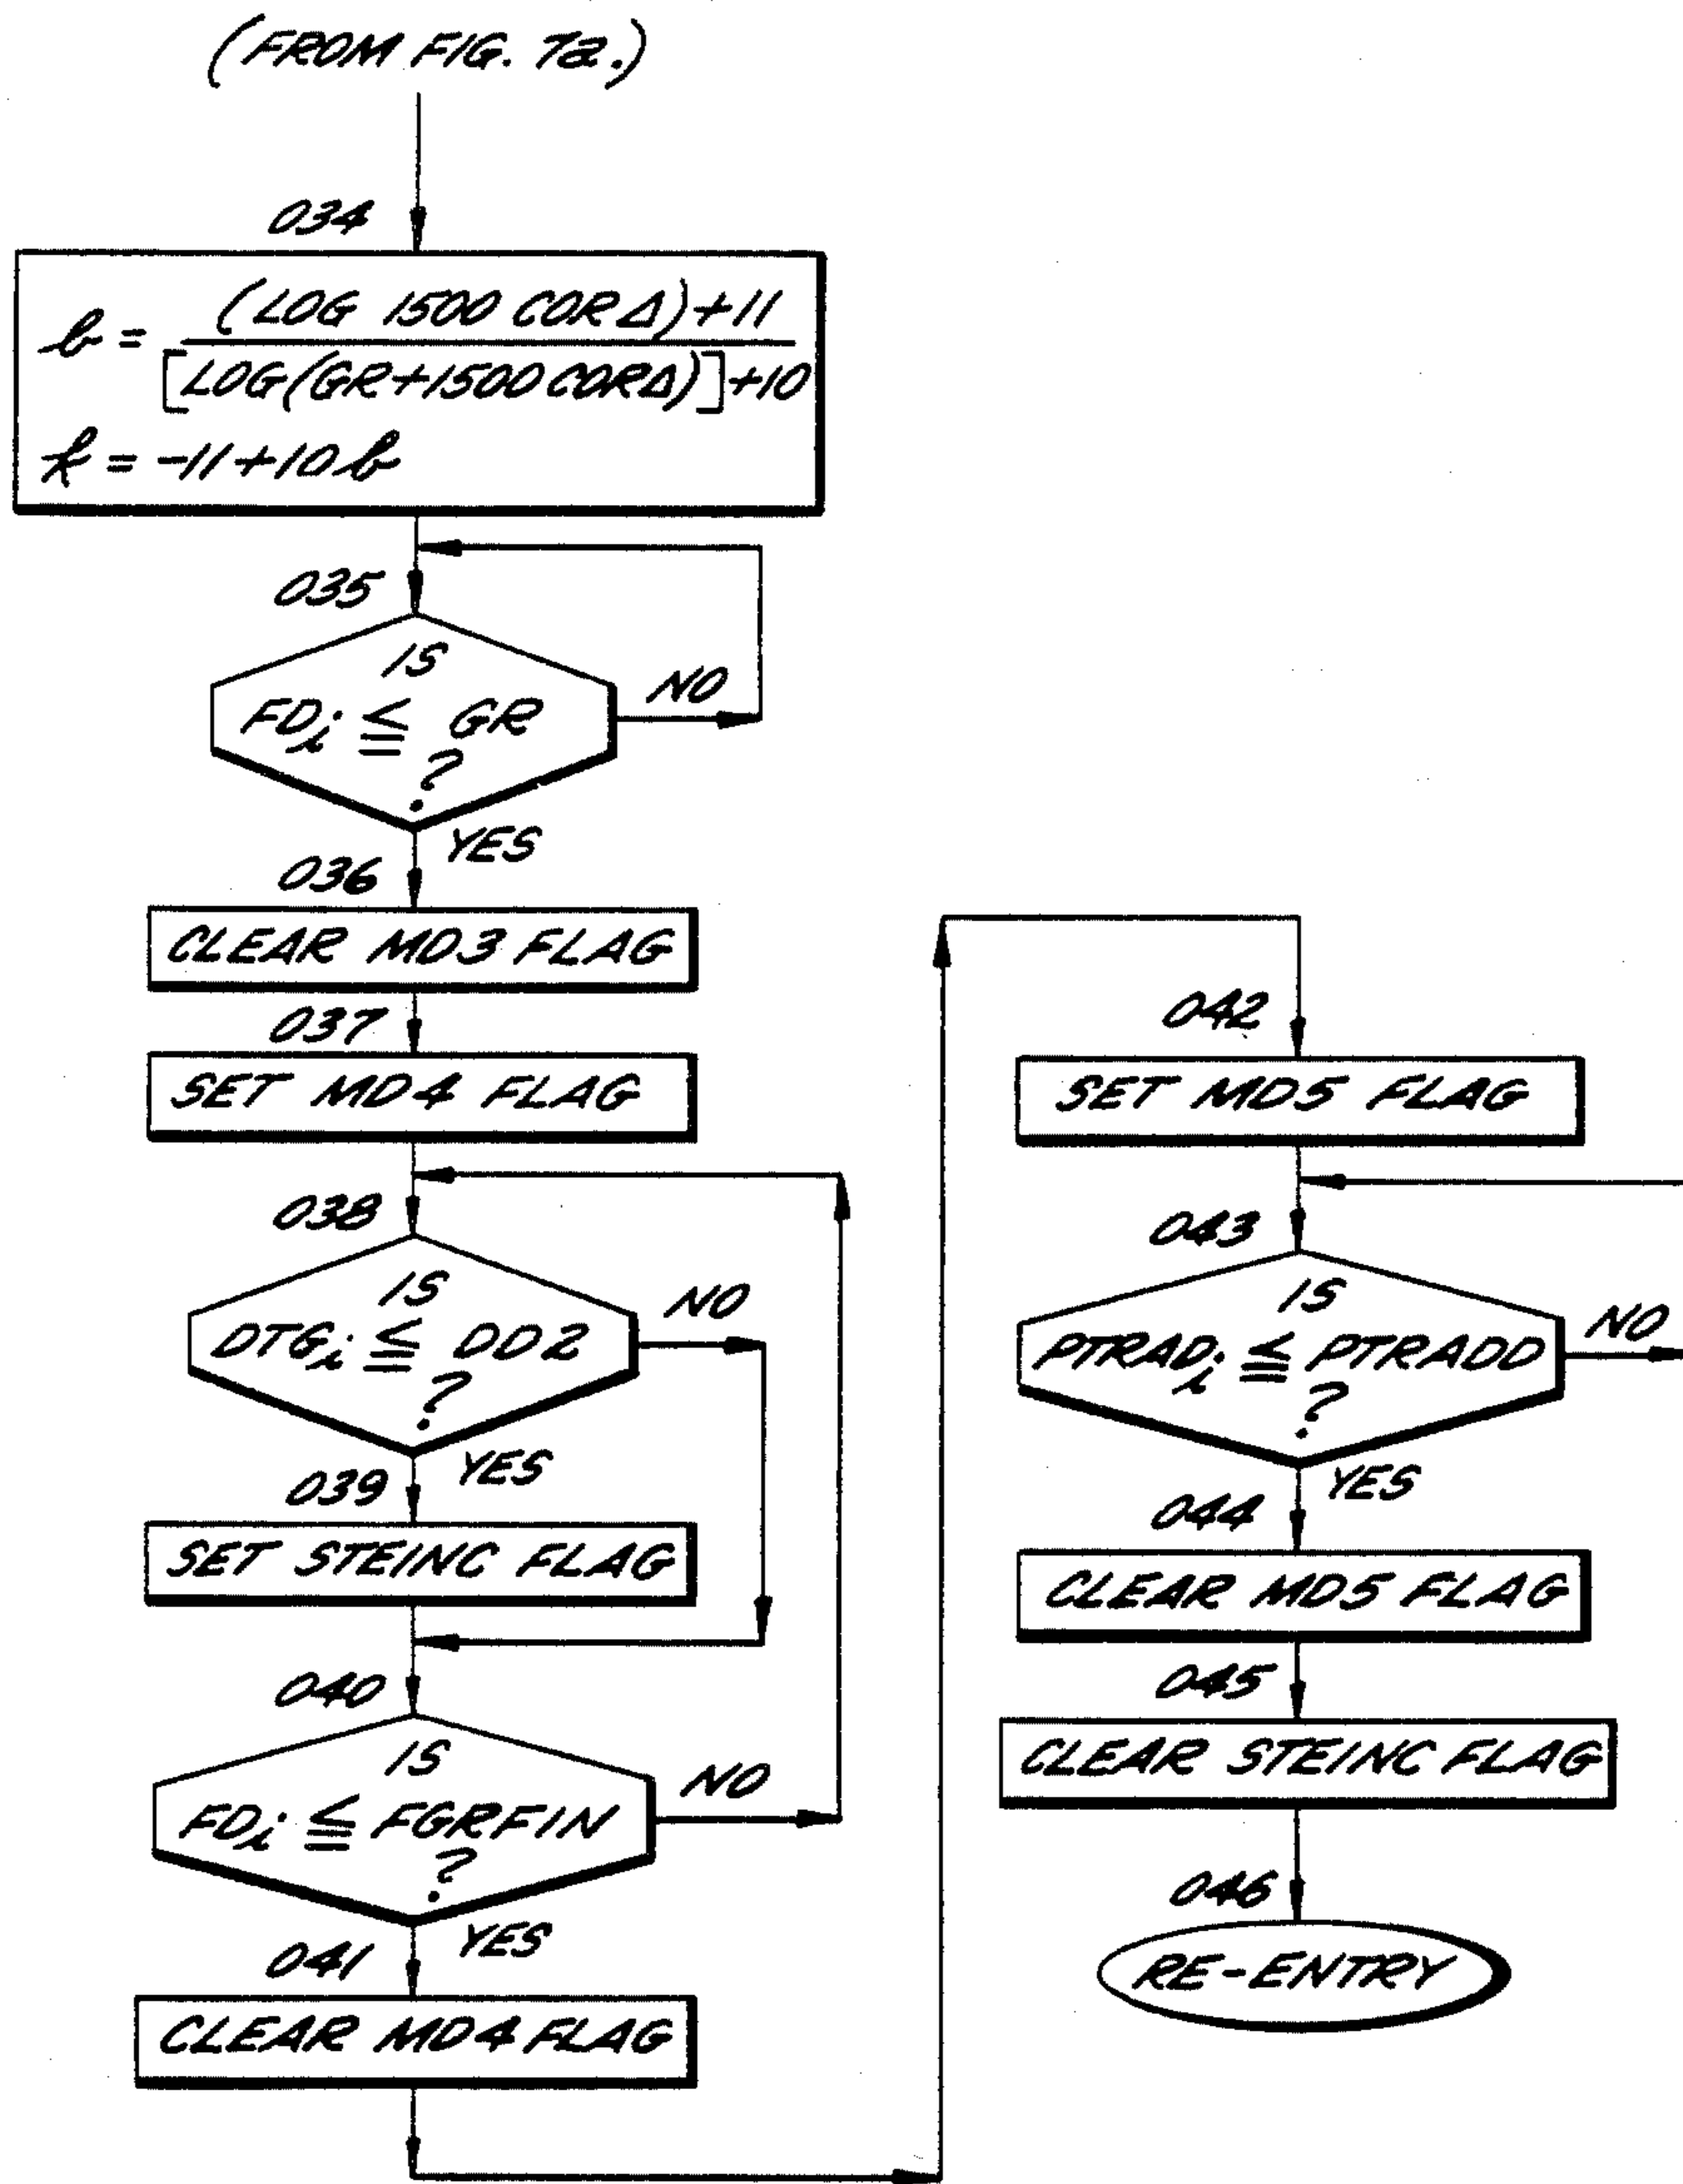 (FROM FIG. 7a.)
034
b = (LOG 1500 COR Δ)+11
[LOG(GR+1500 CORΔ)]+10
k = -11+10b
035
IS
FDi ≦ GR
?
NO
YES
036
CLEAR MD3 FLAG
037
SET MD4 FLAG
038
IS
DTGi ≦ DD2
?
NO
YES
039
SET STEINC FLAG
040
IS
FDi ≦ FGRFIN
?
NO
YES
041
CLEAR MD4 FLAG
042
SET MD5 FLAG
043
IS
PTRADi ≦ PTRADD
?
NO
YES
044
CLEAR MD5 FLAG
045
CLEAR STEINC FLAG
046
RE-ENTRY